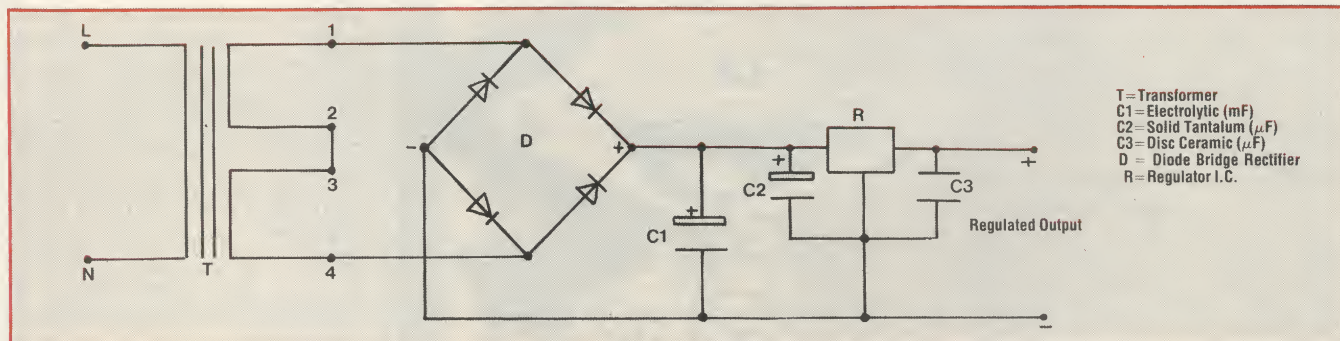 L
1
2
3
4
N
T
D
-
+
C1
+
C2
+
R
C3
+
-
Regulated Output
T=Transformer
C1=Electrolytic (mF)
C2=Solid Tantalum (μF)
C3=Disc Ceramic (μF)
D = Diode Bridge Rectifier
R=Regulator I.C.